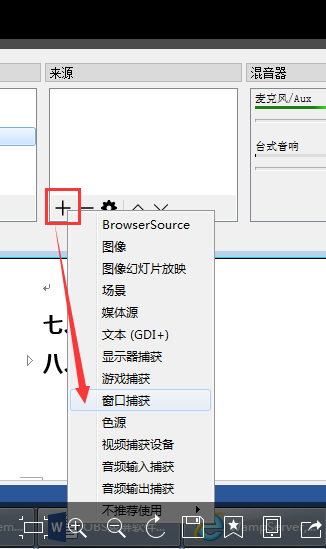 来源
混音器
麦克风/Aux
台式音响
BrowserSource
图像
图像幻灯片放映
场景
媒体源
文本 (GDI+)
显示器捕获
游戏捕获
窗口捕获
色源
视频捕获设备
音频输入捕获
音频输出捕获
不推荐使用
七、
八、